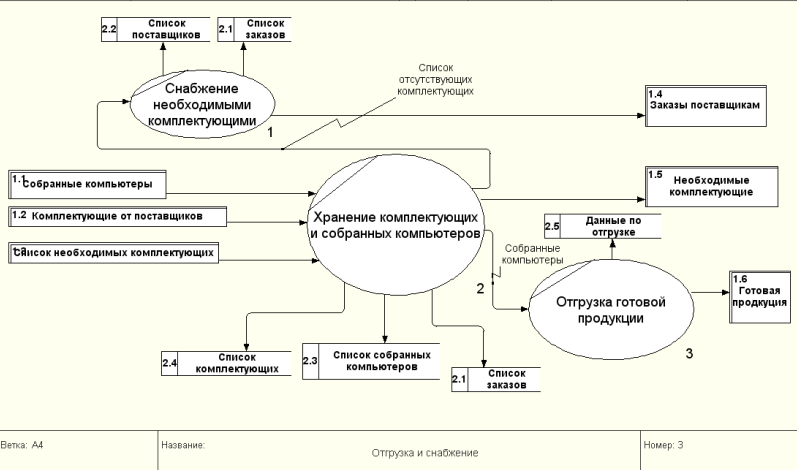 2.2
Список
поставщиков
2.1
Список
заказов
Список
отсутствующих
комплектующих
Снабжение
необходимыми
комплектующими
1
1.4
Заказы поставщикам
1.1
Собранные компьютеры
1.2 Комплектующие от поставщиков
Список необходимых комплектующих
Хранение комплектующих
и собранных компьютеров
2
1.5
Необходимые
комплектующие
2.5
Данные по
отгрузке
Собранные
компьютеры
Отгрузка готовой
продукции
3
1.6
Готовая
продкуция
2.4
Список
комплектующих
2.3
Список собранных
компьютеров
2.1
Список
заказов
Ветка: A4
Название:
Отгрузка и снабжение
Номер: 3